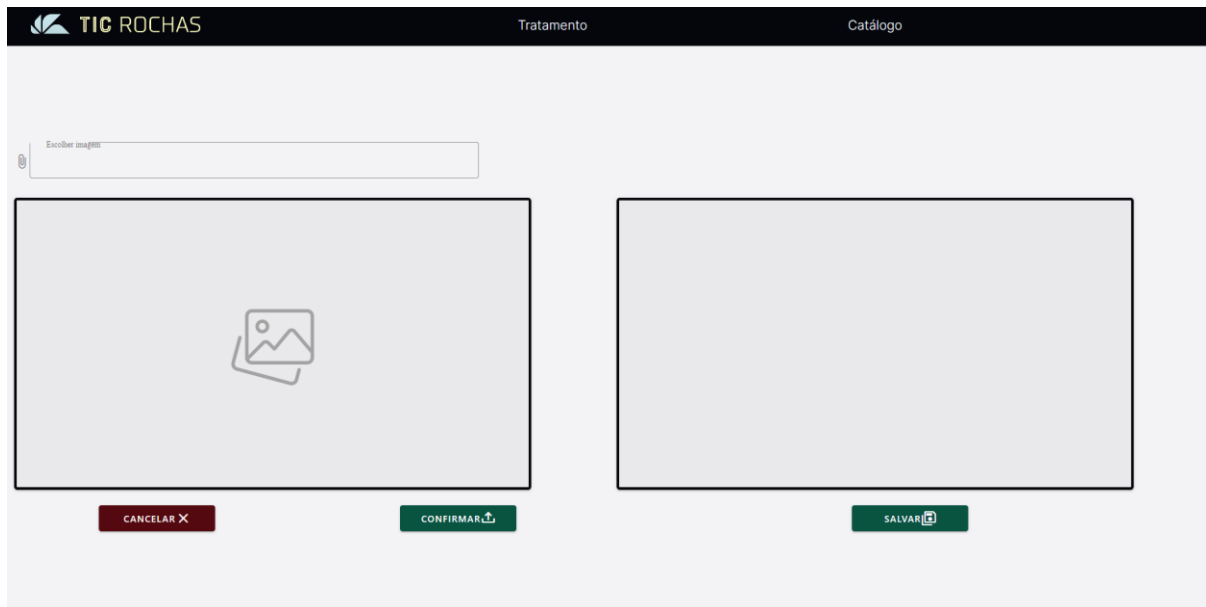 TIC ROCHAS
Tratamento
Catálogo
Escolher imagem
CANCELAR
CONFIRMAR
SALVAR